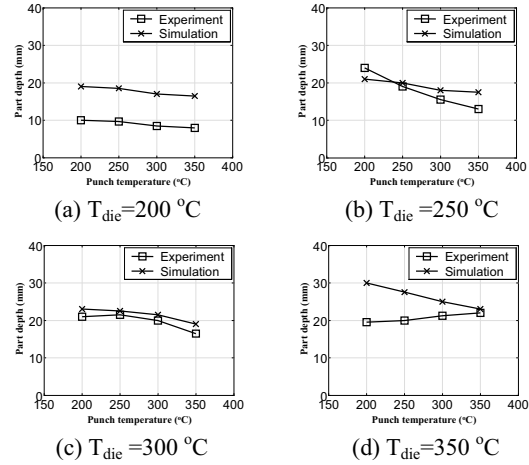 40
30
20
10
0
150 200 250 300 350 400
Part depth (mm)
Punch temperature (ºC)
Experiment
Simulation
(a) T_die=200 °C
40
30
20
10
0
150 200 250 300 350 400
Part depth (mm)
Punch temperature (ºC)
Experiment
Simulation
(b) T_die =250 °C
40
30
20
10
0
150 200 250 300 350 400
Part depth (mm)
Punch temperature (ºC)
Experiment
Simulation
(c) T_die =300 °C
40
30
20
10
0
150 200 250 300 350 400
Part depth (mm)
Punch temperature (ºC)
Experiment
Simulation
(d) T_die=350 °C